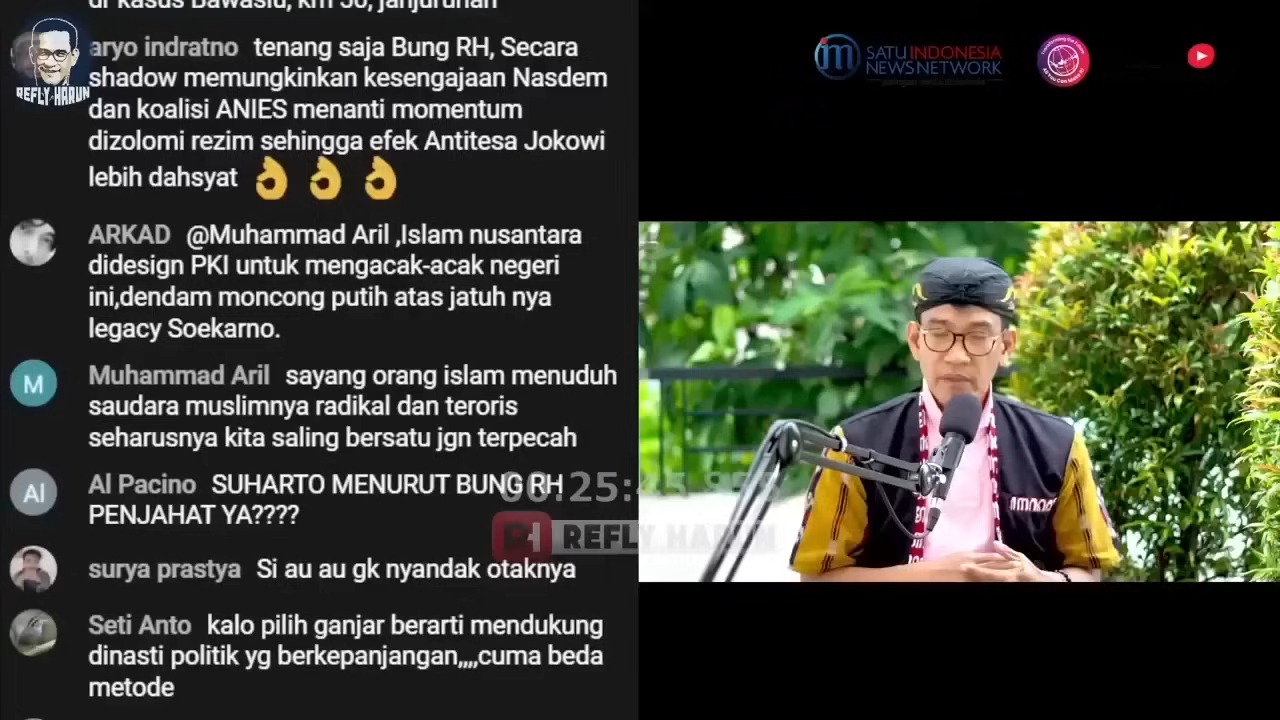 dr kasus Bawaslu, km 50, janjuruhan
aryo indratno tenang saja Bung RH, Secara
shadow memungkinkan kesengajaan Nasdem
dan koalisi ANIES menanti momentum
dizolomi rezim sehingga efek Antitesa Jokowi
lebih dahsyat 👌 👌 👌
ARKAD @Muhammad Aril ,Islam nusantara
didesign PKI untuk mengacak-acak negeri
ini,dendam moncong putih atas jatuh nya
legacy Soekarno.
M
Muhammad Aril sayang orang islam menuduh
saudara muslimnya radikal dan teroris
seharusnya kita saling bersatu jgn terpecah
Al
Al Pacino SUHARTO MENURUT BUNG RH
PENJAHAT YA????
surya prastya Si au au gk nyandak otaknya
Seti Anto kalo pilih ganjar berarti mendukung
dinasti politik yg berkepanjangan,,,,cuma beda
metode
REFLY HARUN
SATU INDONESIA
NEWS NETWORK
REFLY HARUN